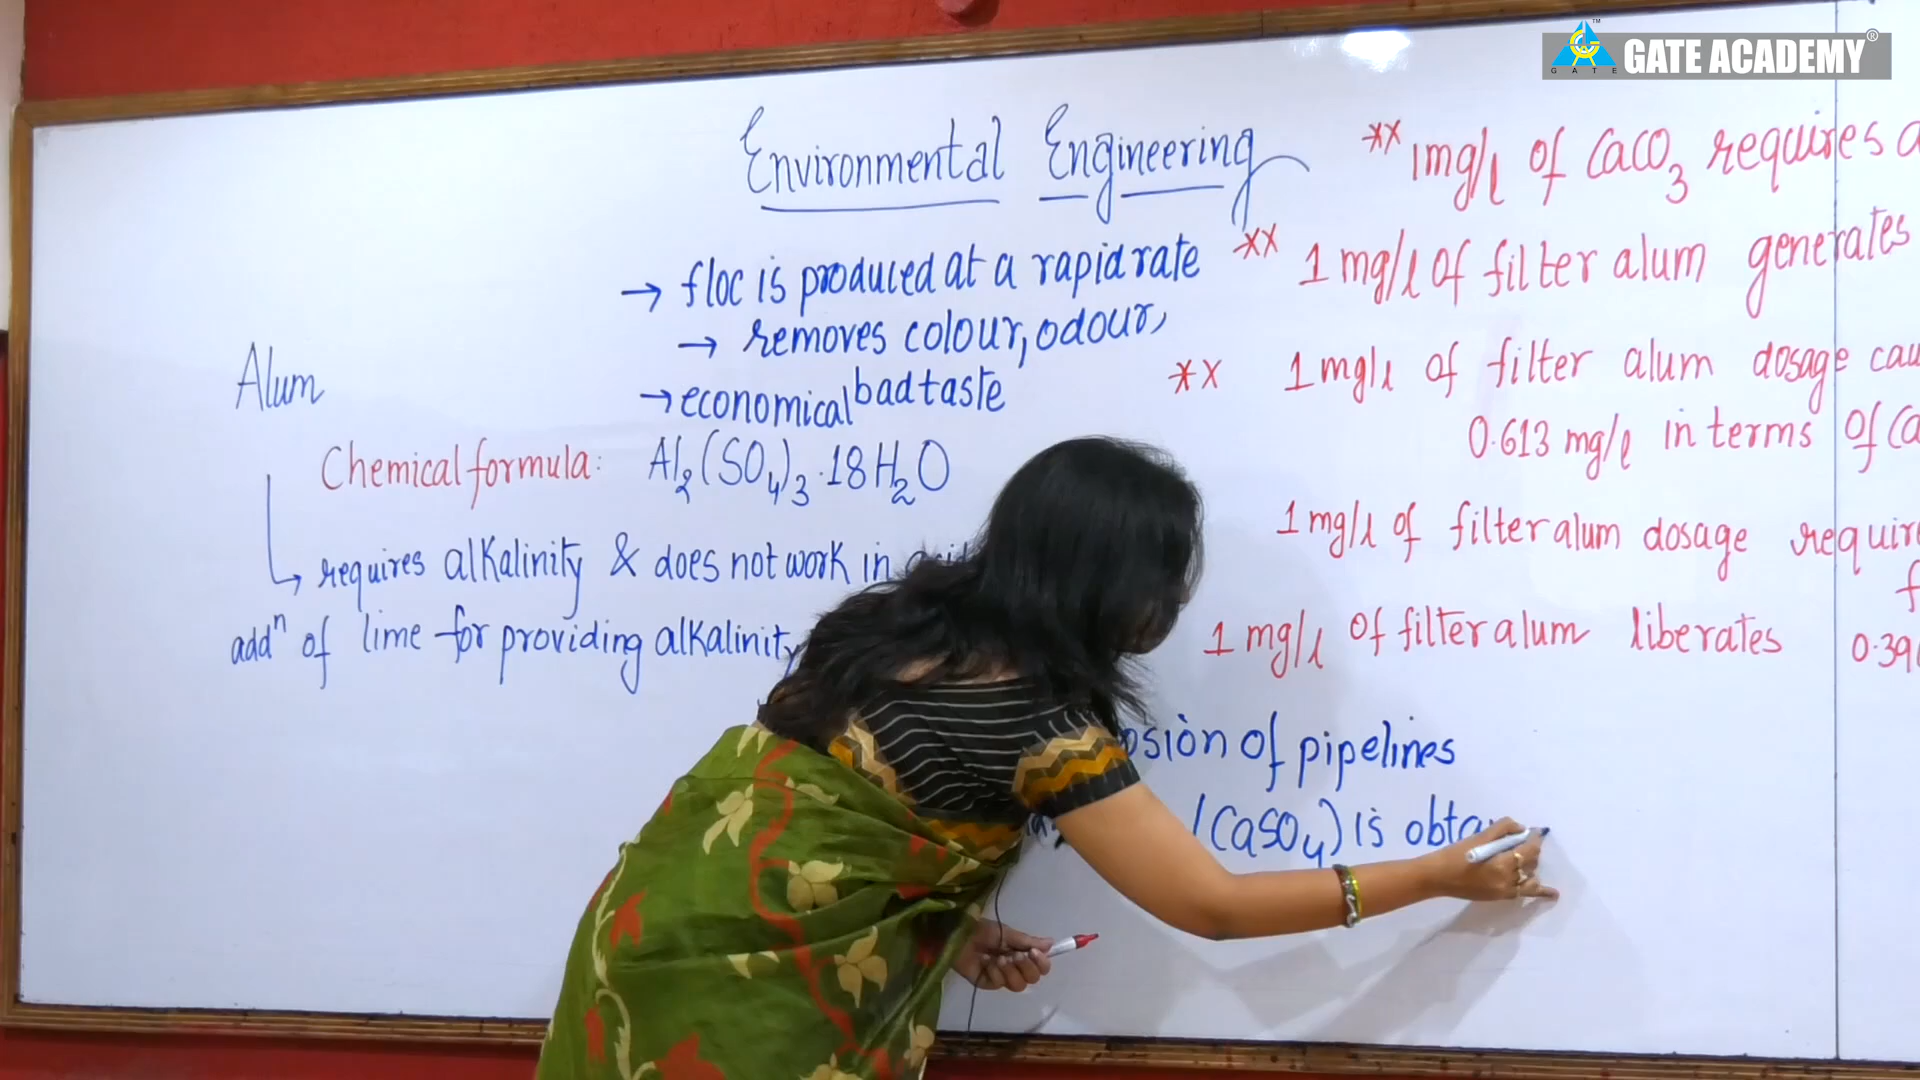 GATE ACADEMY®
GATE
TM
Environmental Engineering
→ floc is produced at a rapid rate
→ removes colour, odour,
bad taste
→ economical
Alum
Chemical formula: Al2(SO4)3.18H2O
→ requires alkalinity & does not work in
addn of lime for providing alkalinity
** 1mg/l of CaCO3 requires
** 1 mg/l of filter alum generates
** 1 mg/l of filter alum dosage
0.613 mg/l in terms of
1 mg/l of filter alum dosage
1 mg/l of filter alum liberates
of pipelines
(CaSO4) is